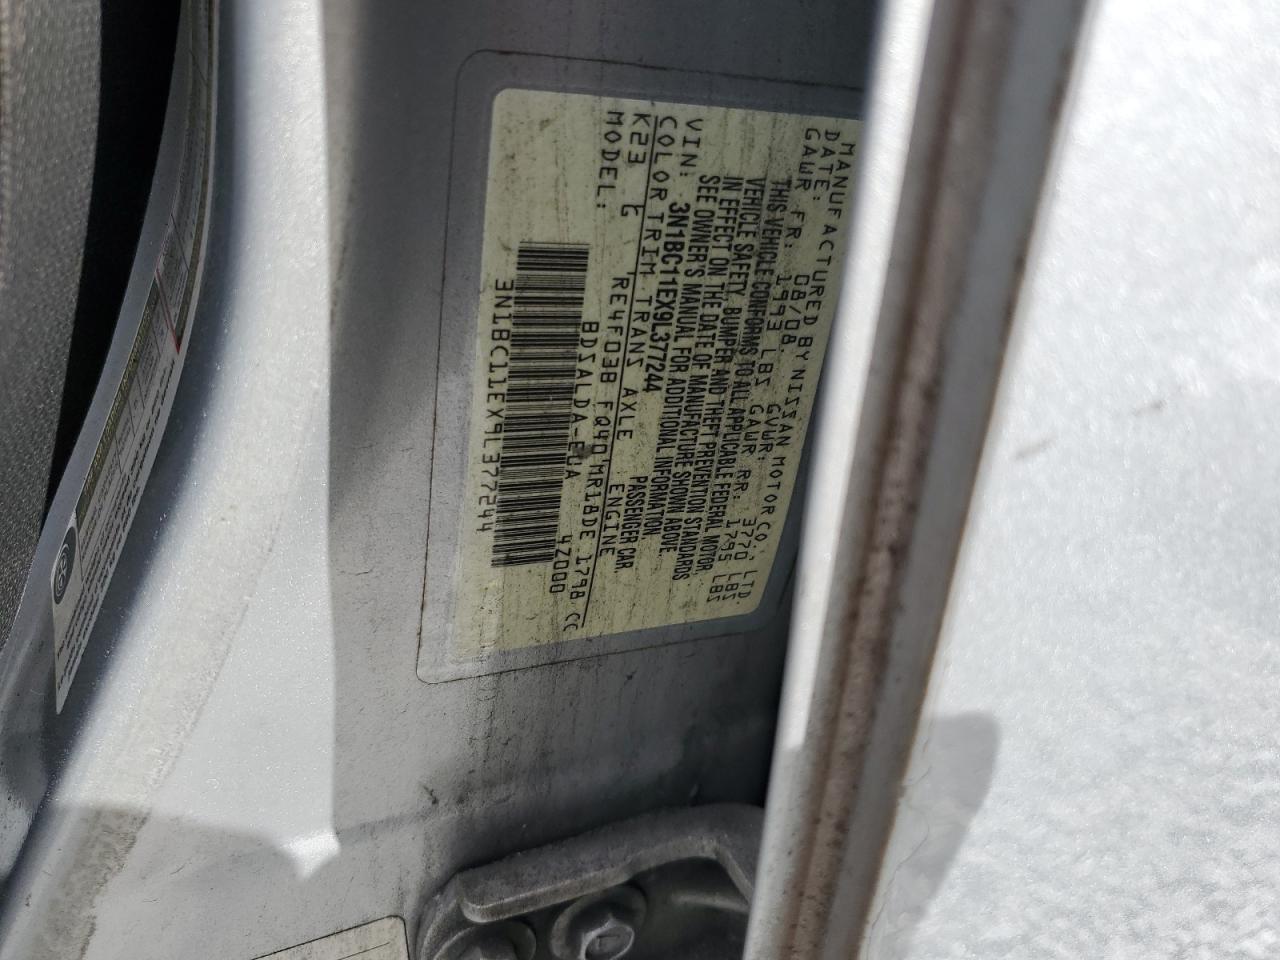 MANUFACTURED BY NISSAN MOTOR CO., LTD.
DATE: 08/08 GVWR: 3770 LBS
GAWR FR: 1993 LBS GAWR RR: 1795 LBS
THIS VEHICLE CONFORMS TO ALL APPLICABLE FEDERAL MOTOR
VEHICLE SAFETY, BUMPER AND THEFT PREVENTION STANDARDS
IN EFFECT ON THE DATE OF MANUFACTURE SHOWN ABOVE.
SEE OWNER'S MANUAL FOR ADDITIONAL INFORMATION.
VIN: 3N1BC11EX9L377244 PASSENGER CAR
COLOR TRIM TRANS AXLE ENGINE
K23 G RE4F03B FQ40 MR18DE 1798 CC
MODEL: BDSALDA-EUA 4Z000
3N1BC11EX9L377244